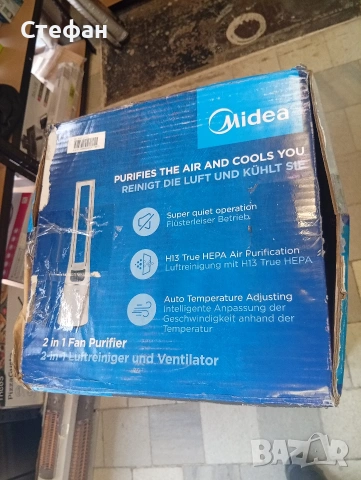 Стефан
Midea
PURIFIES THE AIR AND COOLS YOU
REINIGT DIE LUFT UND KÜHLT SIE
Super quiet operation
Flüsterleiser Betrieb
H13 True HEPA Air Purification
Luftreinigung mit H13 True HEPA
Auto Temperature Adjusting
Intelligente Anpassung der
Geschwindigkeit anhand der
Temperatur
2 in 1 Fan Purifier
2-in-1 Luftreiniger und Ventilator
BAZAR